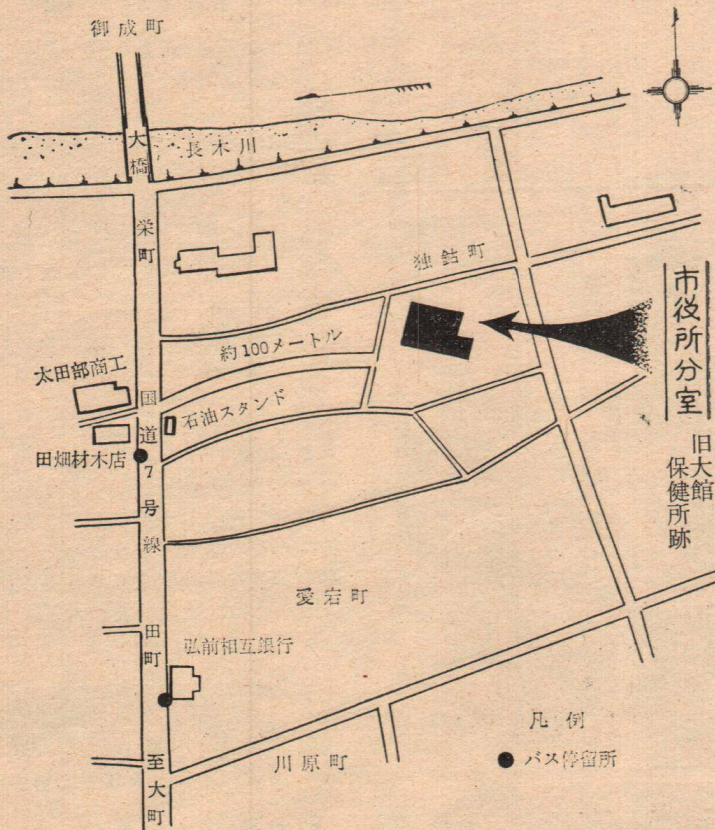 御成町
大橋
長木川
栄町
独鈷町
市役所分室
旧大館
保健所跡
約100メートル
太田部商工
国道7号線
石油スタンド
田畑材木店
愛宕町
田町
弘前相互銀行
至大町
川原町
凡例
● バス停留所